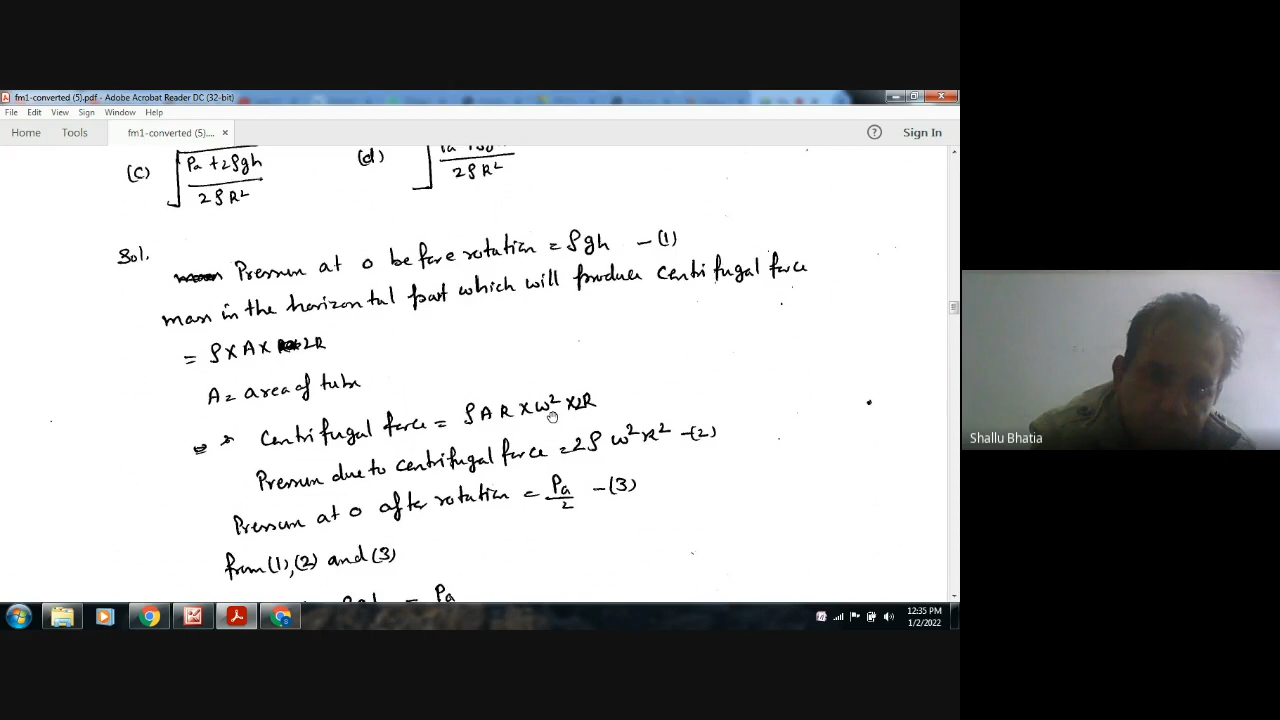 fm1-converted (5).pdf - Adobe Acrobat Reader DC (32-bit)
File Edit View Sign Window Help
Home Tools fm1-converted (5).... × Sign In
(c) √ Pa + 2ρgh / 2ρR² (d) √ / 2ρR²
Sol.
Pressure at O before rotation = ρgh — (1)
mass in the horizontal part which will produce centrifugal force
= ρ×A× 2R
A= area of tube
Centrifugal force = ρAR×ω²×2R
Pressure due to centrifugal force = 2ρω²R² —(2)
Pressure at O after rotation = Pa/2 —(3)
from (1),(2) and (3)
= Pa
Shallu Bhatia
12:35 PM
1/2/2022